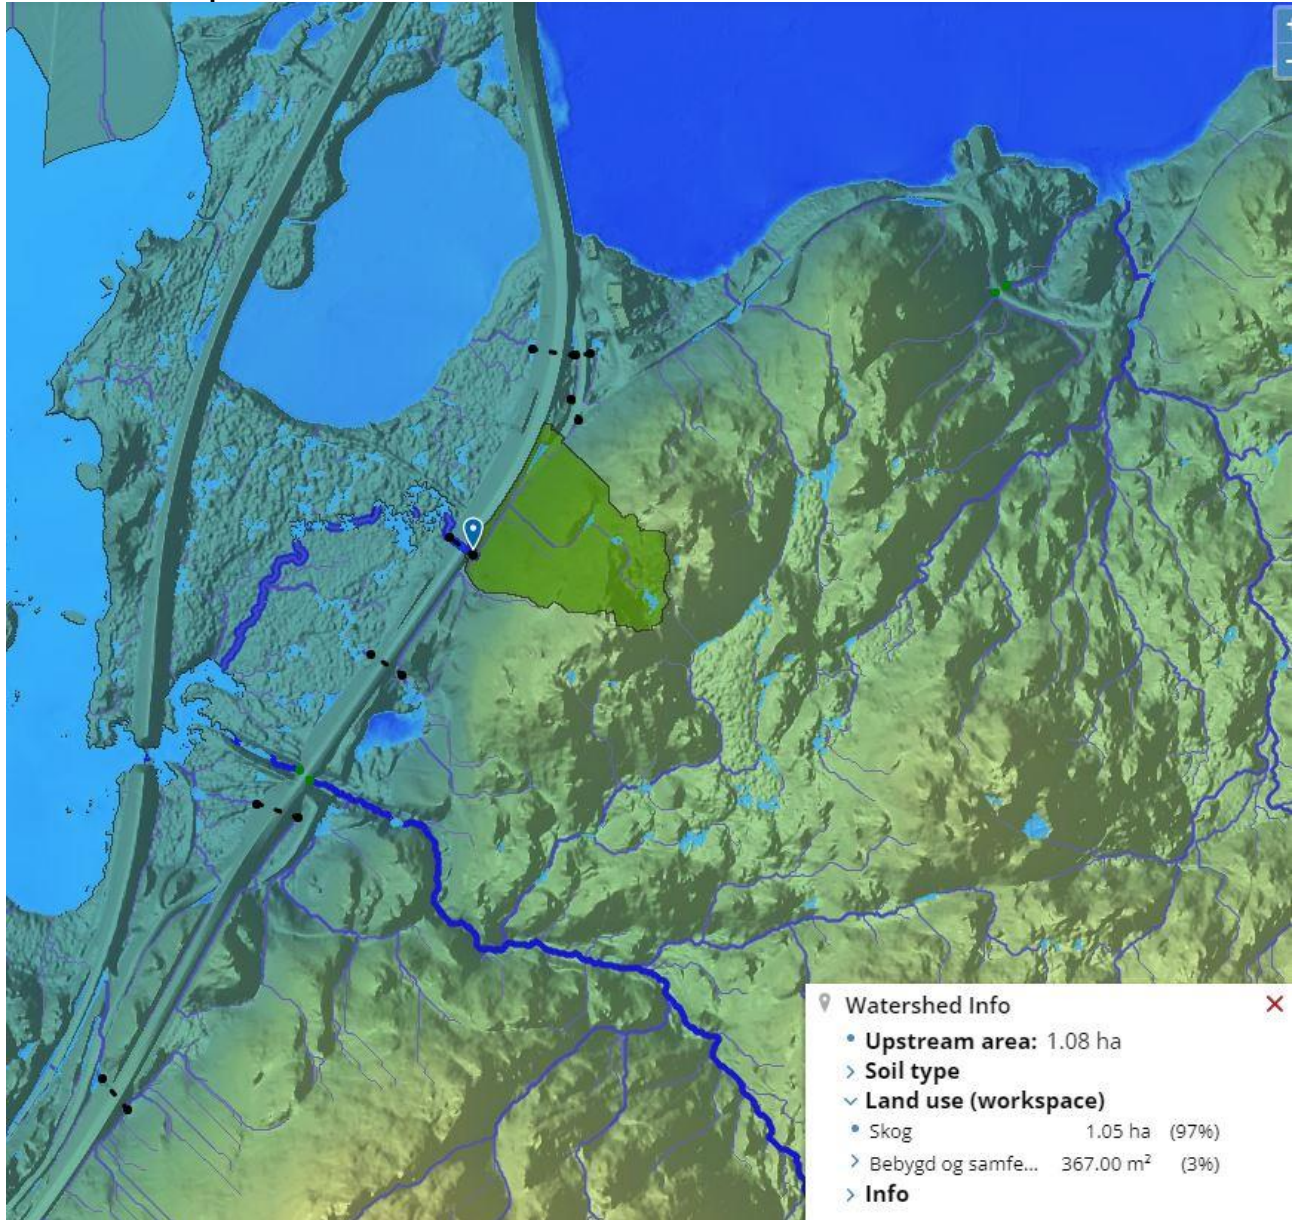 Watershed Info
Upstream area: 1.08 ha
Soil type
Land use (workspace)
Skog 1.05 ha (97%)
Bebygd og samfe... 367.00 m² (3%)
Info